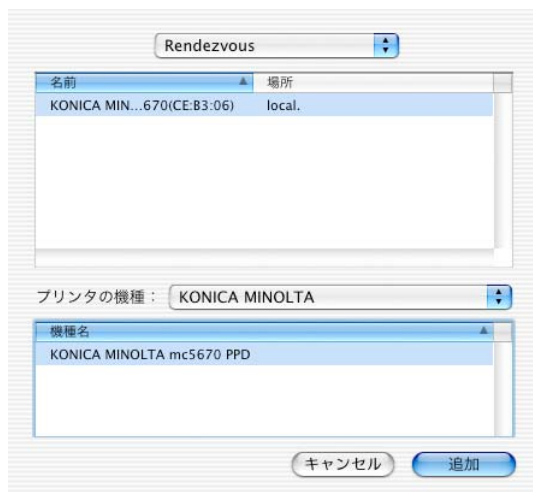 Rendezvous
名前 場所
KONICA MIN...670(CE:B3:06) local.
プリンタの機種： KONICA MINOLTA
機種名
KONICA MINOLTA mc5670 PPD
キャンセル 追加